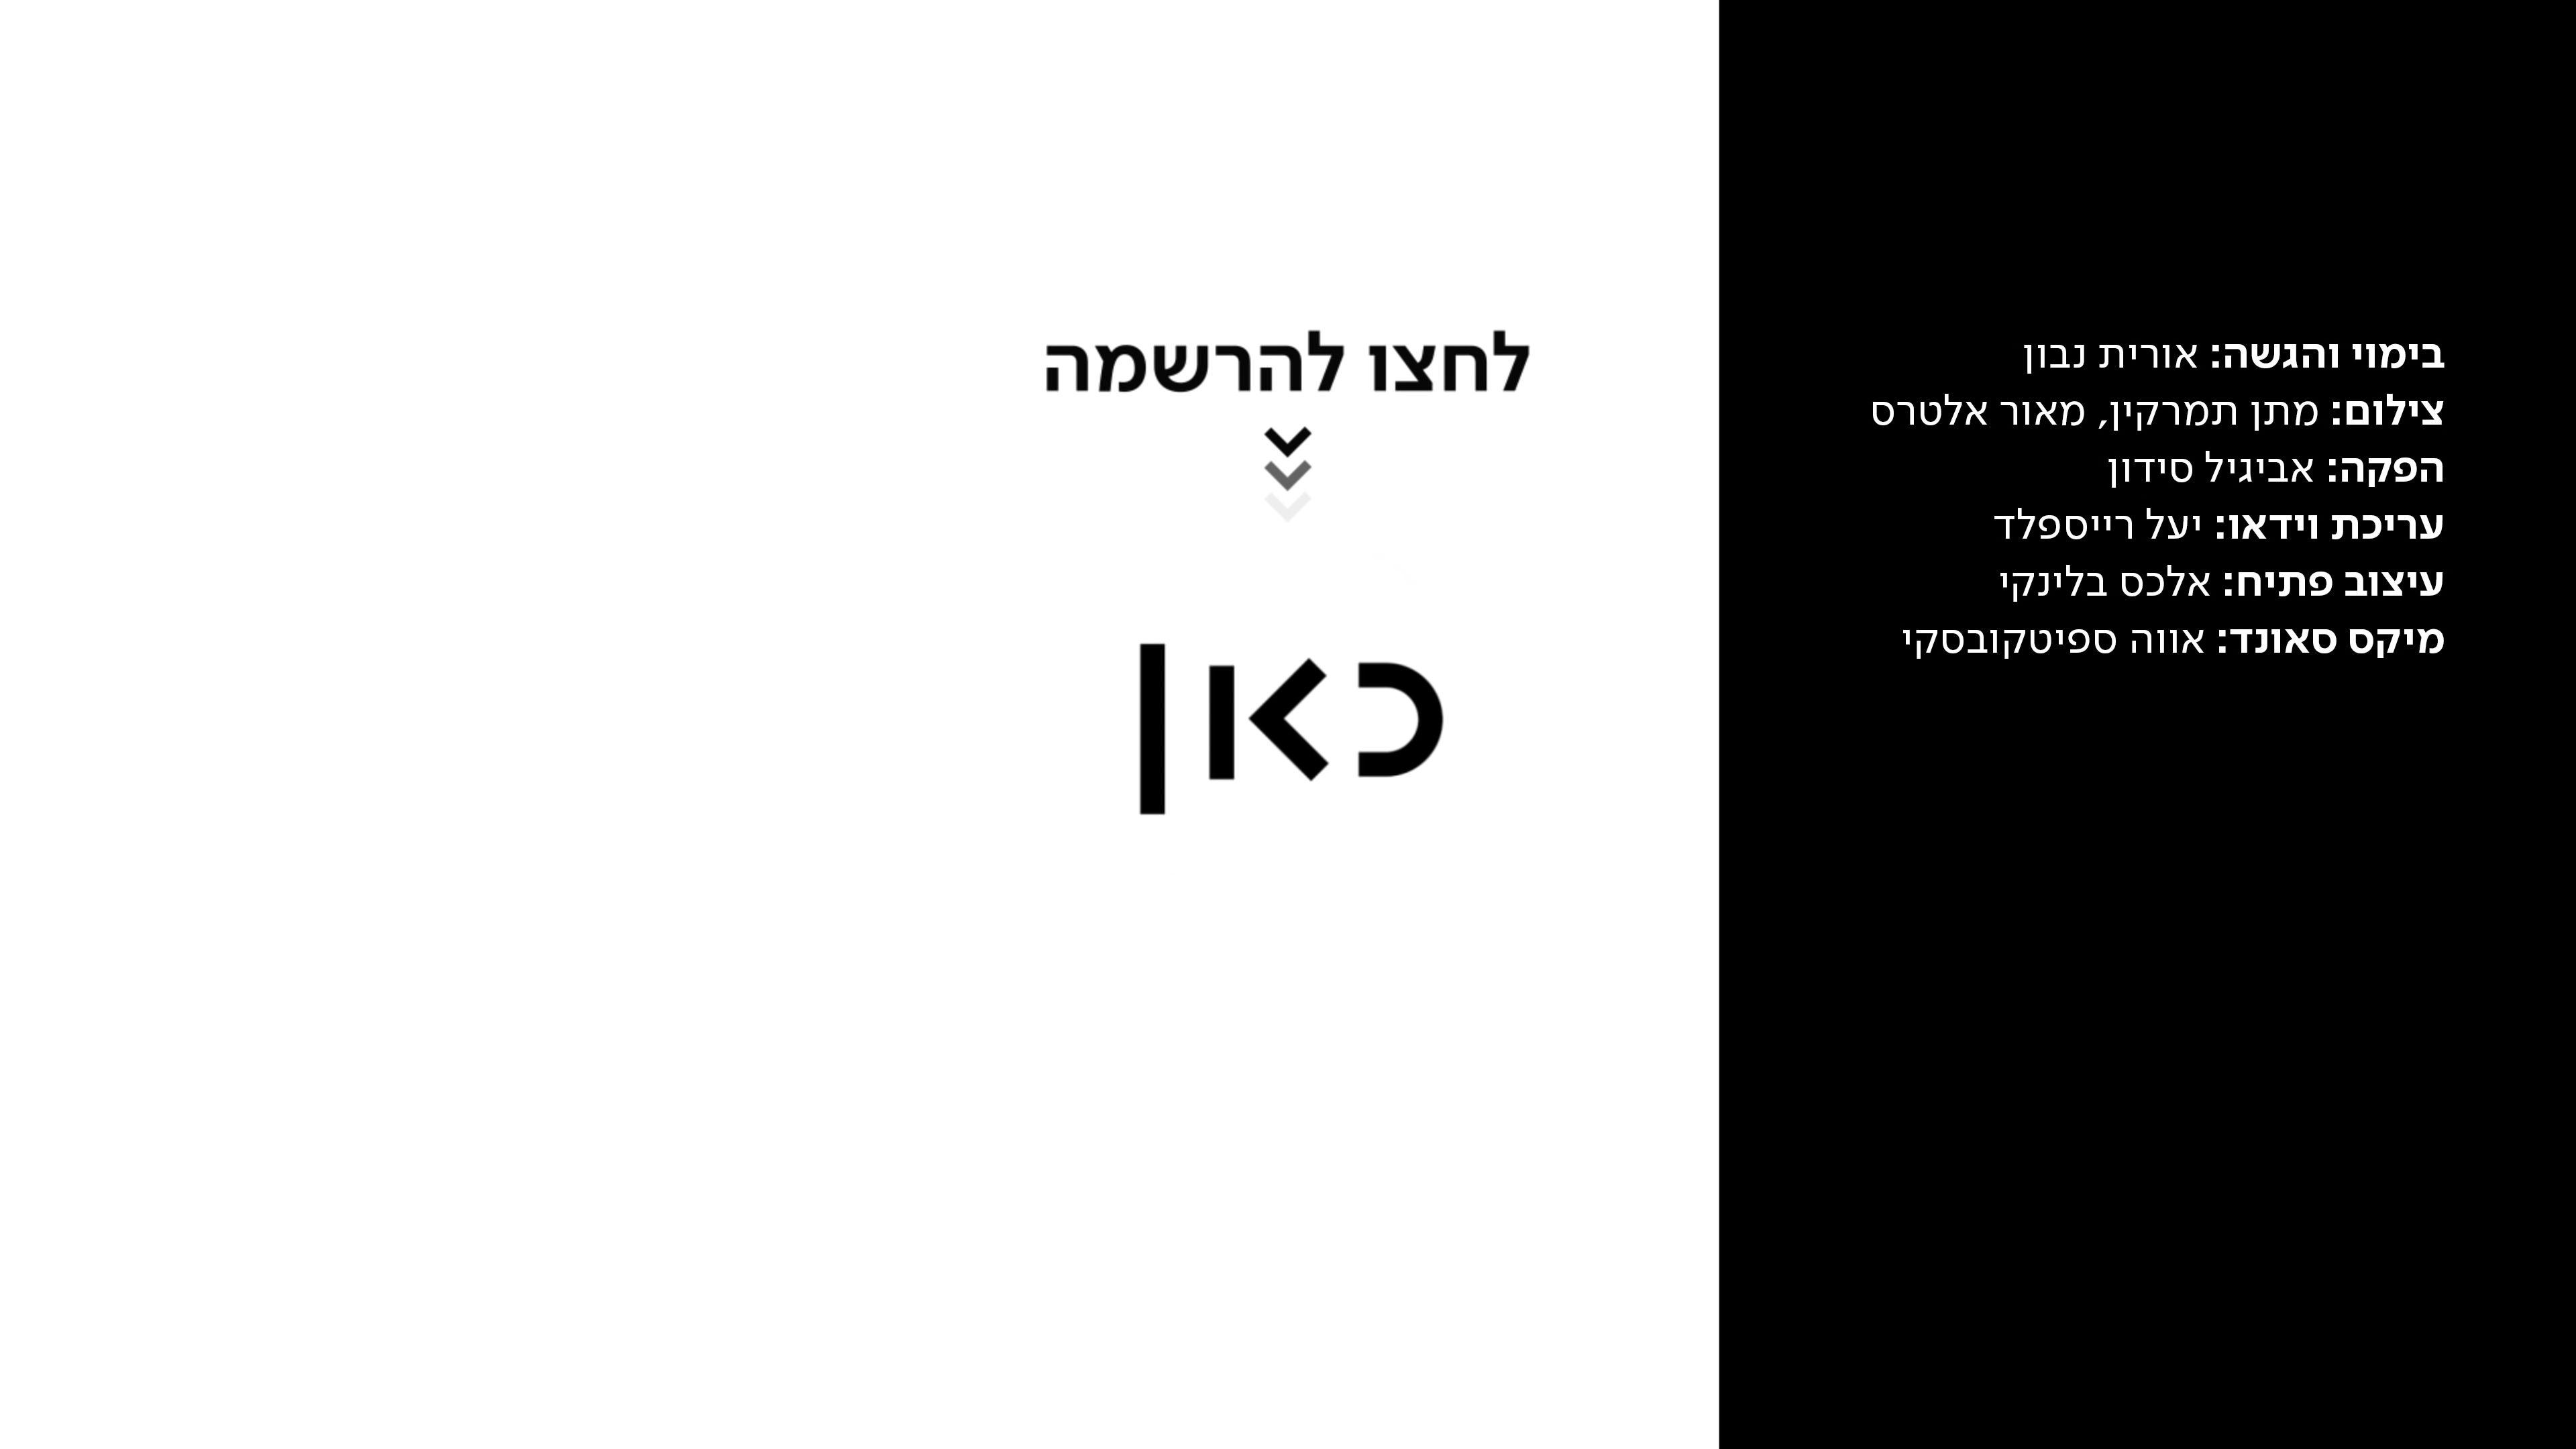 לחצו להרשמה
כאן
בימוי והגשה: אורית נבון
צילום: מתן תמרקין, מאור אלטרס
הפקה: אביגיל סידון
עריכת וידאו: יעל רייספלד
עיצוב פתיח: אלכס בלינקי
מיקס סאונד: אווה ספיטקובסקי